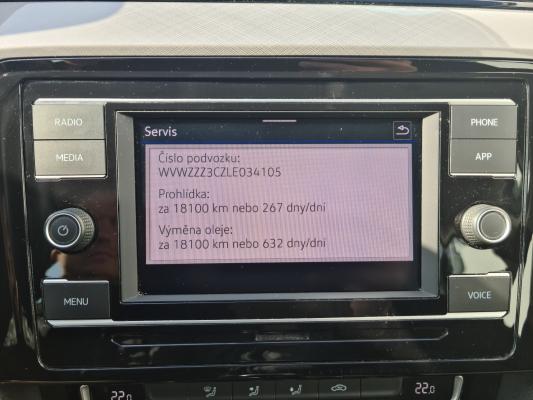 RADIO
MEDIA
MENU
PHONE
APP
VOICE
Servis
Číslo podvozku:
WVWZZZ3CZLE034105
Prohlídka:
za 18100 km nebo 267 dny/dní
Výměna oleje:
za 18100 km nebo 632 dny/dní
22.0
22.0